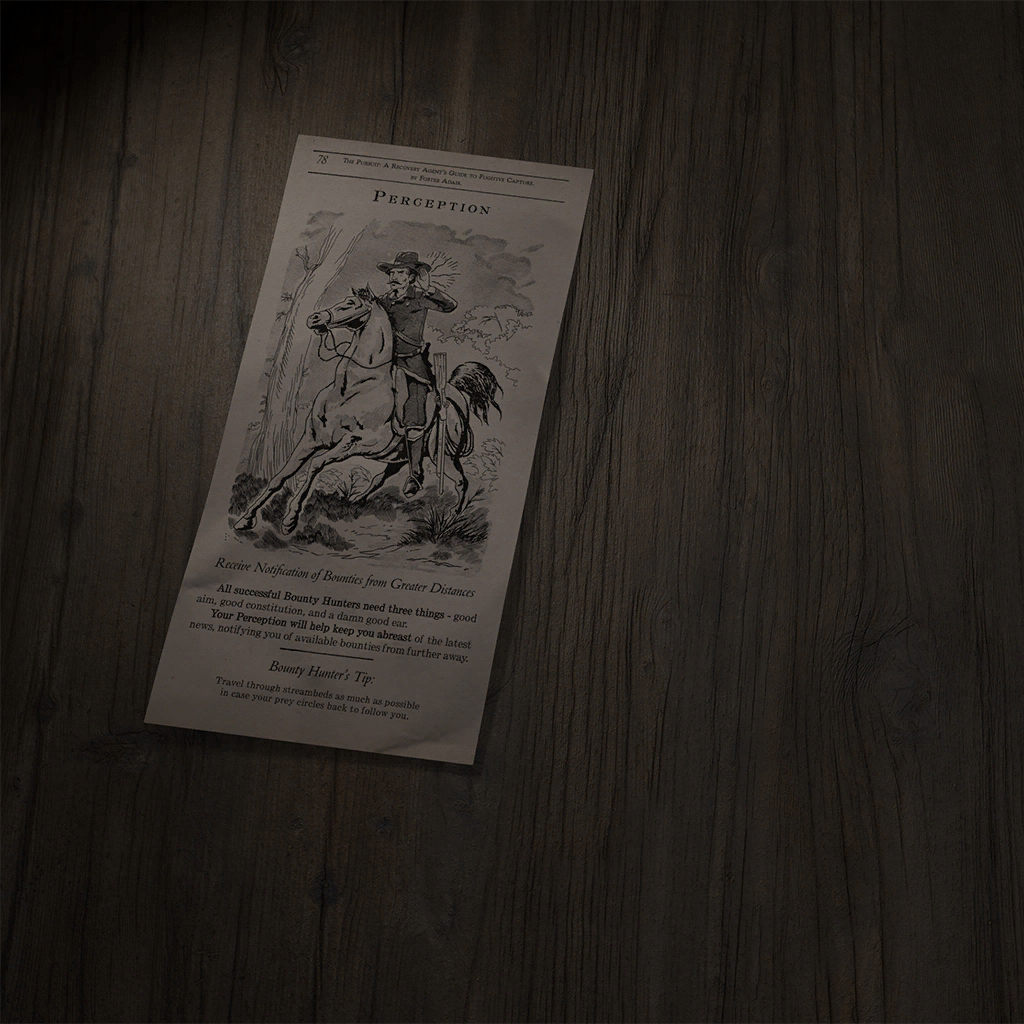 78 The Pursuit: A Recovery Agent's Guide to Fugitive Capture.
by Foster Adair.
Perception
Receive Notification of Bounties from Greater Distances
All successful Bounty Hunters need three things - good
aim, good constitution, and a damn good ear.
Your Perception will help keep you abreast of the latest
news, notifying you of available bounties from further away.
Bounty Hunter's Tip:
Travel through streambeds as much as possible
in case your prey circles back to follow you.